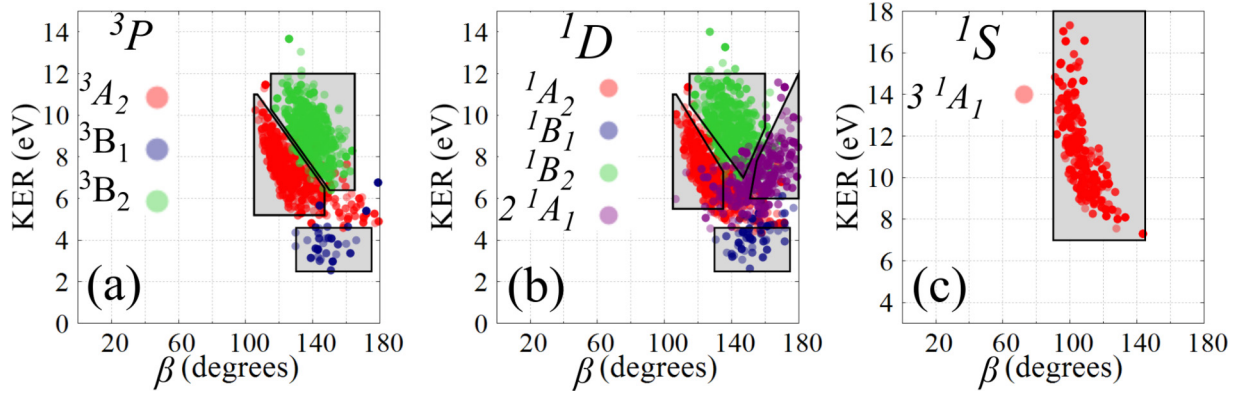 ³P
³A₂
³B₁
³B₂
(a)
KER (eV)
14
12
10
8
6
4
2
0
20
60
100
140
180
β (degrees)
¹D
¹A₂
¹B₁
¹B₂
2 ¹A₁
(b)
KER (eV)
14
12
10
8
6
4
2
0
20
60
100
140
180
β (degrees)
¹S
3 ¹A₁
(c)
KER (eV)
18
16
14
12
10
8
6
4
20
60
100
140
180
β (degrees)